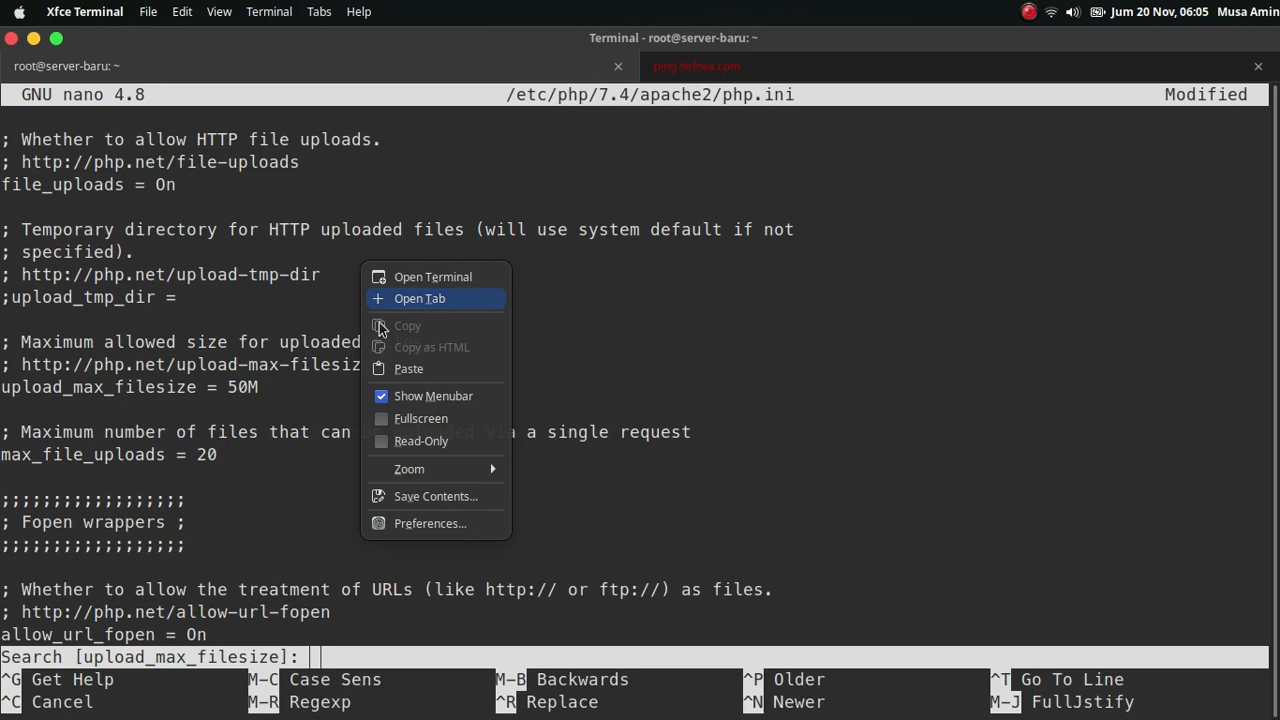 Xfce Terminal File Edit View Terminal Tabs Help Jum 20 Nov, 06:05 Musa Amin
Terminal - root@server-baru: ~
root@server-baru: ~ ping defnex.com
GNU nano 4.8 /etc/php/7.4/apache2/php.ini Modified
; Whether to allow HTTP file uploads.
; http://php.net/file-uploads
file_uploads = On
; Temporary directory for HTTP uploaded files (will use system default if not
; specified).
; http://php.net/upload-tmp-dir
;upload_tmp_dir =
; Maximum allowed size for uploaded
; http://php.net/upload-max-filesiz
upload_max_filesize = 50M
; Maximum number of files that can be uploaded via a single request
max_file_uploads = 20
;;;;;;;;;;;;;;;;;;
; Fopen wrappers ;
;;;;;;;;;;;;;;;;;;
; Whether to allow the treatment of URLs (like http:// or ftp://) as files.
; http://php.net/allow-url-fopen
allow_url_fopen = On
Open Terminal
Open Tab
Copy
Copy as HTML
Paste
Show Menubar
Fullscreen
Read-Only
Zoom
Save Contents...
Preferences...
Search [upload_max_filesize]:
^G Get Help M-C Case Sens M-B Backwards ^P Older ^T Go To Line
^C Cancel M-R Regexp ^R Replace ^N Newer M-J FullJstify